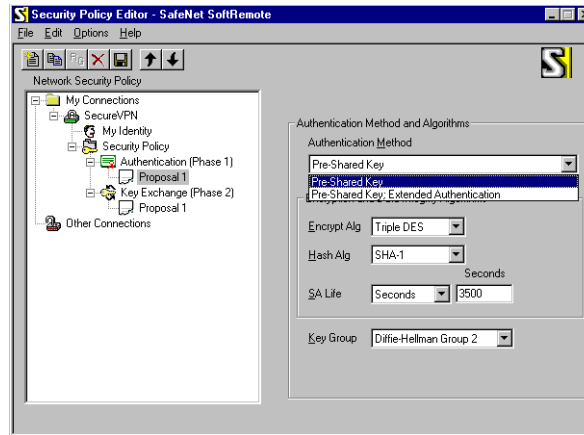 Security Policy Editor - SafeNet SoftRemote
File Edit Options Help
Network Security Policy
My Connections
SecureVPN
My Identity
Security Policy
Authentication (Phase 1)
Proposal 1
Key Exchange (Phase 2)
Proposal 1
Other Connections
Authentication Method and Algorithms
Authentication Method
Pre-Shared Key
Pre-Shared Key
Pre-Shared Key; Extended Authentication
Encrypt Alg Triple DES
Hash Alg SHA-1
Seconds
SA Life Seconds 3500
Key Group Diffie-Hellman Group 2